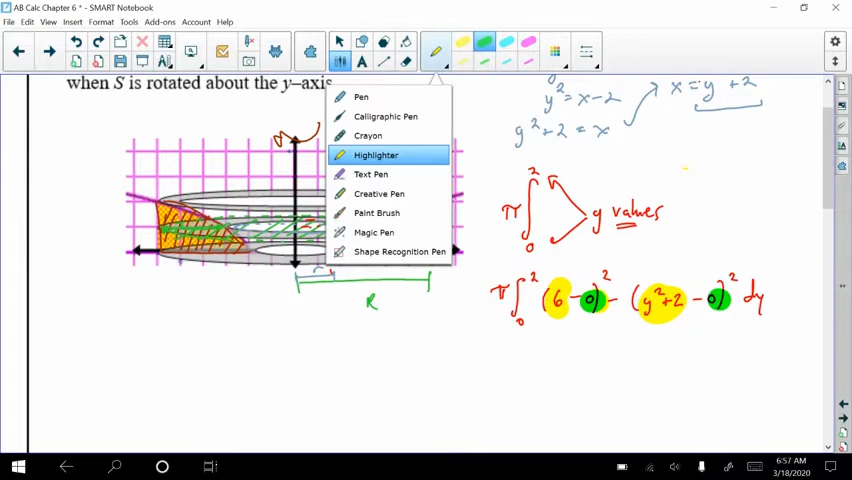 AB Calc Chapter 6 * - SMART Notebook
File Edit View Insert Format Tools Add-ons Account Help
when S is rotated about the y–axis
Pen
Calligraphic Pen
Crayon
Highlighter
Text Pen
Creative Pen
Paint Brush
Magic Pen
Shape Recognition Pen
y² = x - 2
y² + 2 = x
x = y² + 2
π ∫₀² y values
π ∫₀² (6 - 0)² - (y² + 2 - 0)² dy
r
R
6:57 AM
3/18/2020